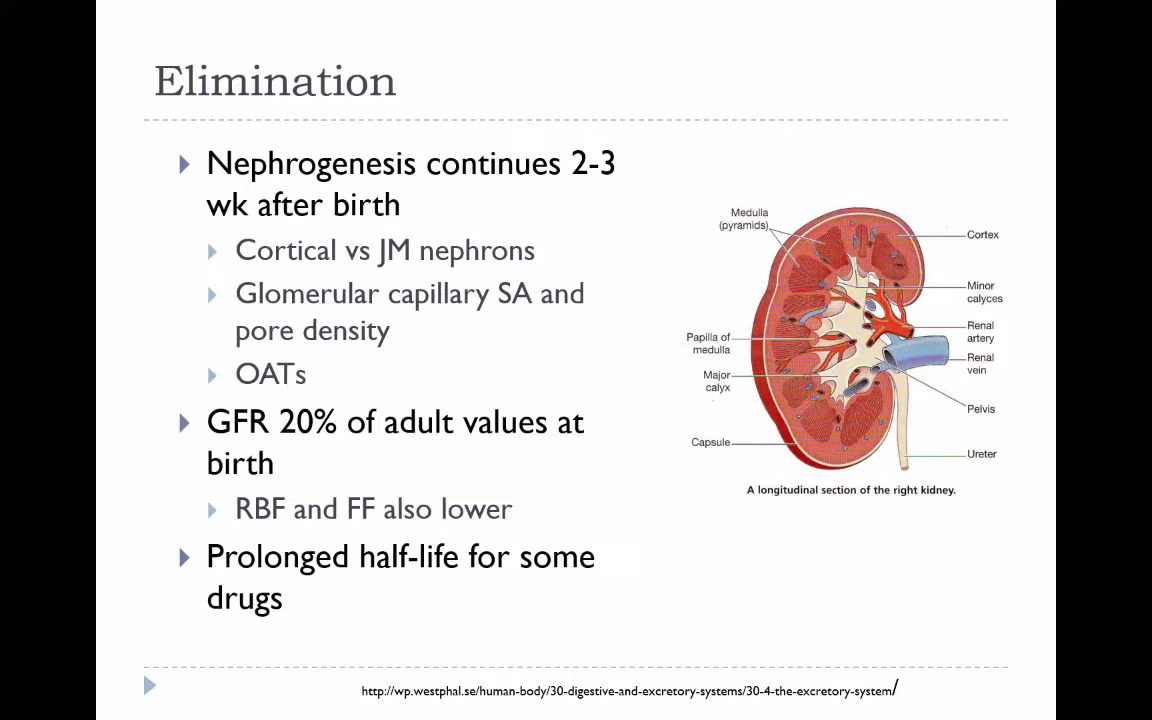 Elimination
Nephrogenesis continues 2-3
wk after birth
Cortical vs JM nephrons
Glomerular capillary SA and
pore density
OATs
GFR 20% of adult values at
birth
RBF and FF also lower
Prolonged half-life for some
drugs
Medulla
(pyramids)
Cortex
Minor
calyces
Renal
artery
Papilla of
medulla
Renal
vein
Major
calyx
Pelvis
Capsule
Ureter
A longitudinal section of the right kidney.
http://wp.westphal.se/human-body/30-digestive-and-excretory-systems/30-4-the-excretory-system/